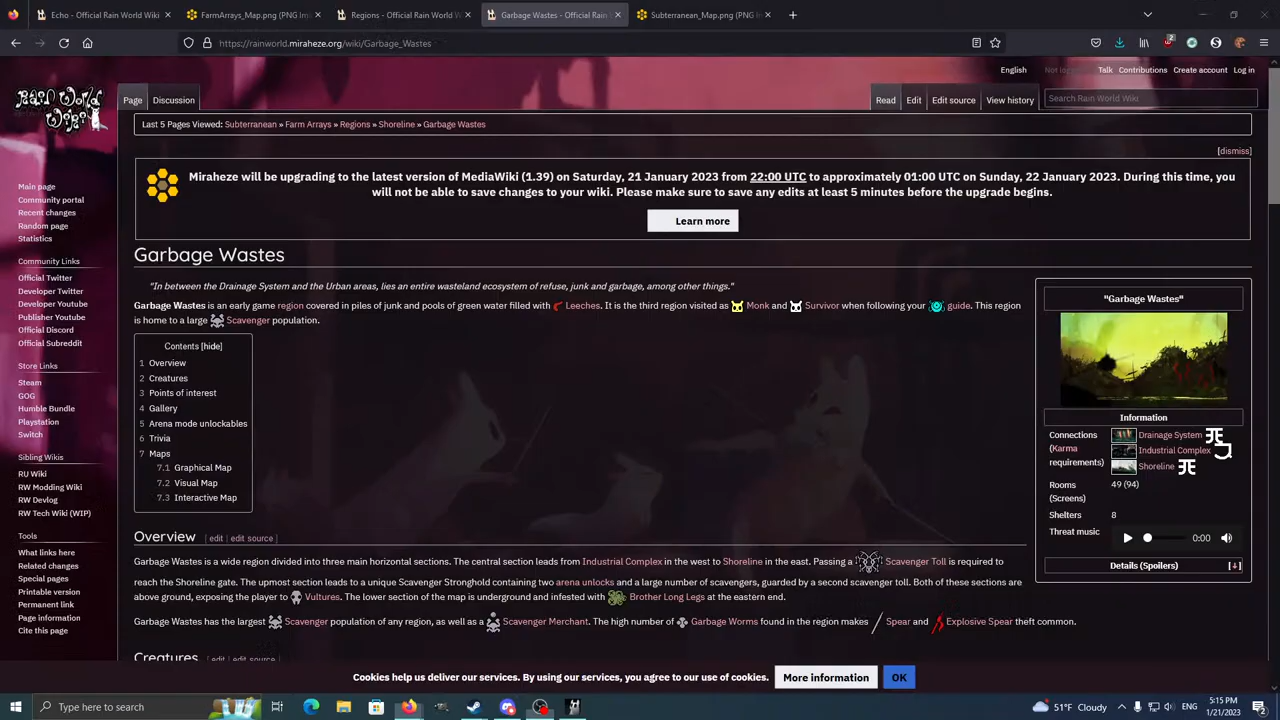 Echo - Official Rain World Wiki
FarmArrays_Map.png (PNG Im
Regions - Official Rain World W
Garbage Wastes - Official Rain
Subterranean_Map.png (PNG Im
https://rainworld.miraheze.org/wiki/Garbage_Wastes
English
Talk
Contributions
Create account
Log in
Rain World Wiki
Page
Discussion
Read
Edit
Edit source
View history
Search Rain World Wiki
Last 5 Pages Viewed: Subterranean » Farm Arrays » Regions » Shoreline » Garbage Wastes
[dismiss]
Miraheze will be upgrading to the latest version of MediaWiki (1.39) on Saturday, 21 January 2023 from 22:00 UTC to approximately 01:00 UTC on Sunday, 22 January 2023. During this time, you
will not be able to save changes to your wiki. Please make sure to save any edits at least 5 minutes before the upgrade begins.
Learn more
Main page
Community portal
Recent changes
Random page
Statistics
Community Links
Official Twitter
Developer Twitter
Developer Youtube
Publisher Youtube
Official Discord
Official Subreddit
Store Links
Steam
GOG
Humble Bundle
Playstation
Switch
Sibling Wikis
RU Wiki
RW Modding Wiki
RW Devlog
RW Tech Wiki (WIP)
Tools
What links here
Related changes
Special pages
Printable version
Permanent link
Page information
Cite this page
Garbage Wastes
"In between the Drainage System and the Urban areas, lies an entire wasteland ecosystem of refuse, junk and garbage, among other things."
Garbage Wastes is an early game region covered in piles of junk and pools of green water filled with Leeches. It is the third region visited as Monk and Survivor when following your guide. This region
is home to a large Scavenger population.
Contents [hide]
1 Overview
2 Creatures
3 Points of interest
4 Gallery
5 Arena mode unlockables
6 Trivia
7 Maps
7.1 Graphical Map
7.2 Visual Map
7.3 Interactive Map
"Garbage Wastes"
Information
Connections
(Karma
requirements)
Drainage System
Industrial Complex
Shoreline
Rooms
(Screens)
49 (94)
Shelters
8
Threat music
0:00
Details (Spoilers)
[↓]
Overview [ edit | edit source ]
Garbage Wastes is a wide region divided into three main horizontal sections. The central section leads from Industrial Complex in the west to Shoreline in the east. Passing a Scavenger Toll is required to
reach the Shoreline gate. The upmost section leads to a unique Scavenger Stronghold containing two arena unlocks and a large number of scavengers, guarded by a second scavenger toll. Both of these sections are
above ground, exposing the player to Vultures. The lower section of the map is underground and infested with Brother Long Legs at the eastern end.
Garbage Wastes has the largest Scavenger population of any region, as well as a Scavenger Merchant. The high number of Garbage Worms found in the region makes Spear and Explosive Spear theft common.
Creatures [ edit | edit source ]
Cookies help us deliver our services. By using our services, you agree to our use of cookies.
More information
OK
Type here to search
51°F Cloudy
ENG
5:15 PM
1/21/2023
2